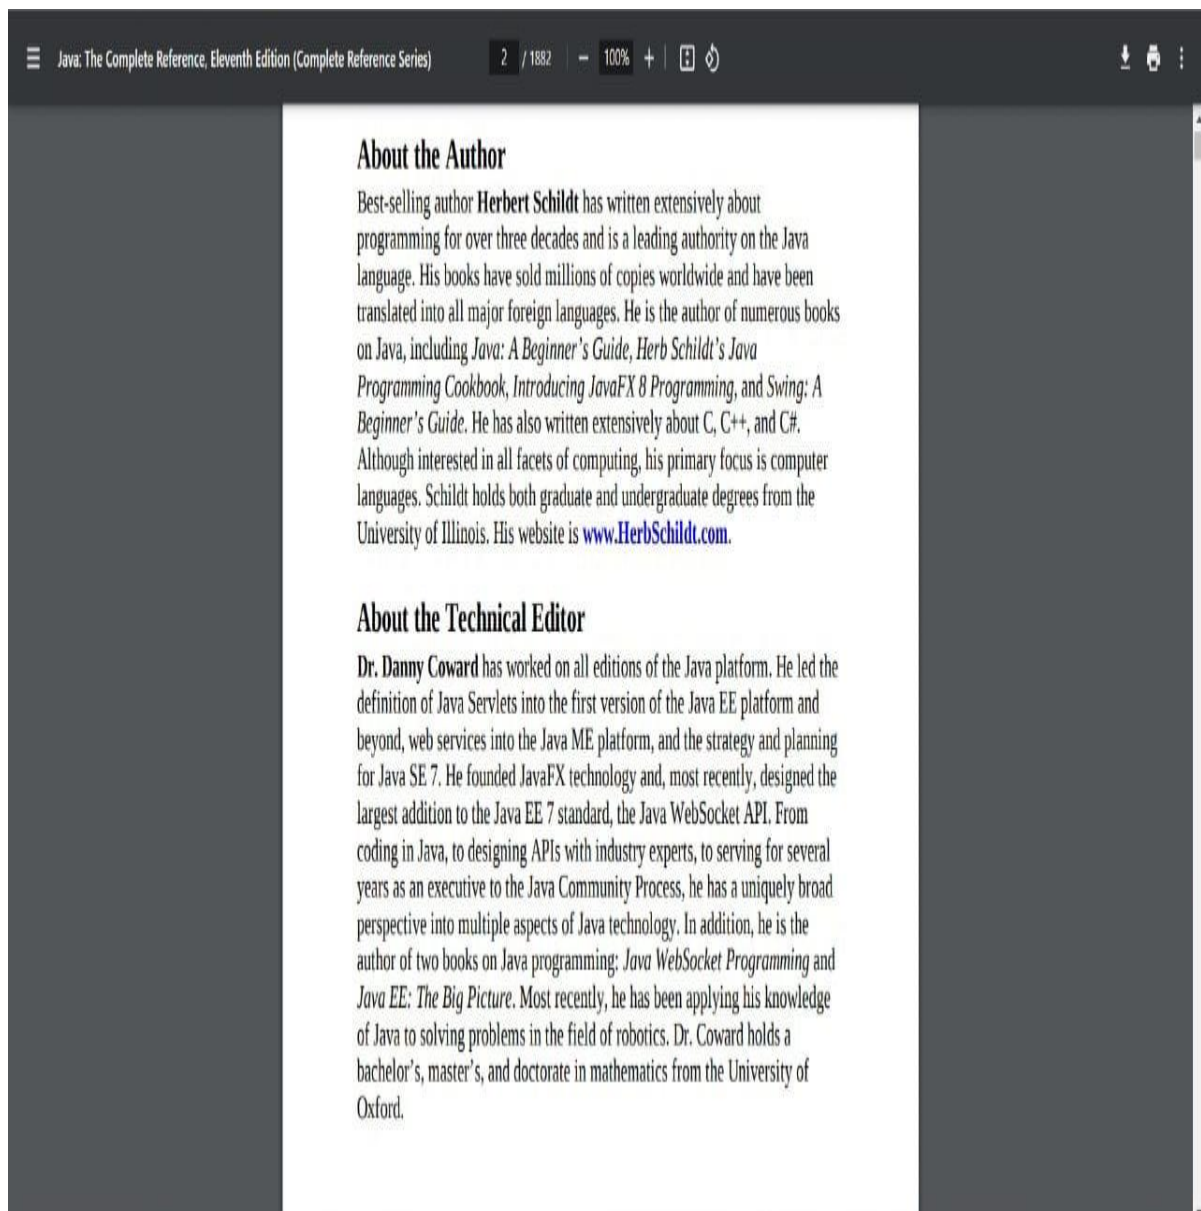 Java: The Complete Reference, Eleventh Edition (Complete Reference Series) 2 / 1882 − 100% +
About the Author
Best-selling author Herbert Schildt has written extensively about
programming for over three decades and is a leading authority on the Java
language. His books have sold millions of copies worldwide and have been
translated into all major foreign languages. He is the author of numerous books
on Java, including Java: A Beginner’s Guide, Herb Schildt’s Java
Programming Cookbook, Introducing JavaFX 8 Programming, and Swing: A
Beginner’s Guide. He has also written extensively about C, C++, and C#.
Although interested in all facets of computing, his primary focus is computer
languages. Schildt holds both graduate and undergraduate degrees from the
University of Illinois. His website is www.HerbSchildt.com.
About the Technical Editor
Dr. Danny Coward has worked on all editions of the Java platform. He led the
definition of Java Servlets into the first version of the Java EE platform and
beyond, web services into the Java ME platform, and the strategy and planning
for Java SE 7. He founded JavaFX technology and, most recently, designed the
largest addition to the Java EE 7 standard, the Java WebSocket API. From
coding in Java, to designing APIs with industry experts, to serving for several
years as an executive to the Java Community Process, he has a uniquely broad
perspective into multiple aspects of Java technology. In addition, he is the
author of two books on Java programming: Java WebSocket Programming and
Java EE: The Big Picture. Most recently, he has been applying his knowledge
of Java to solving problems in the field of robotics. Dr. Coward holds a
bachelor’s, master’s, and doctorate in mathematics from the University of
Oxford.